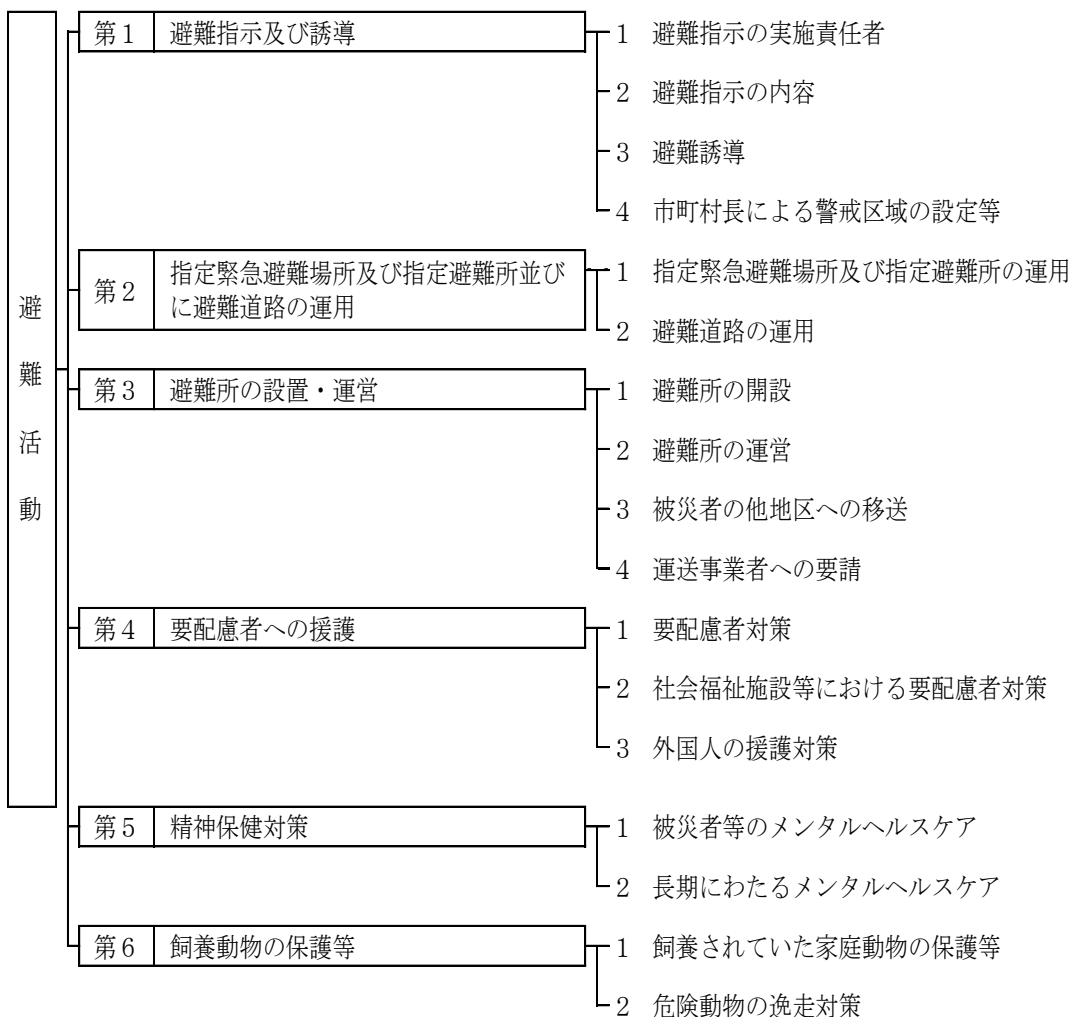 避難活動
第1 避難指示及び誘導
1 避難指示の実施責任者
2 避難指示の内容
3 避難誘導
4 市町村長による警戒区域の設定等
第2 指定緊急避難場所及び指定避難所並び
に避難道路の運用
1 指定緊急避難場所及び指定避難所の運用
2 避難道路の運用
第3 避難所の設置・運営
1 避難所の開設
2 避難所の運営
3 被災者の他地区への移送
4 運送事業者への要請
第4 要配慮者への援護
1 要配慮者対策
2 社会福祉施設等における要配慮者対策
3 外国人の援護対策
第5 精神保健対策
1 被災者等のメンタルヘルスケア
2 長期にわたるメンタルヘルスケア
第6 飼養動物の保護等
1 飼養されていた家庭動物の保護等
2 危険動物の逸走対策